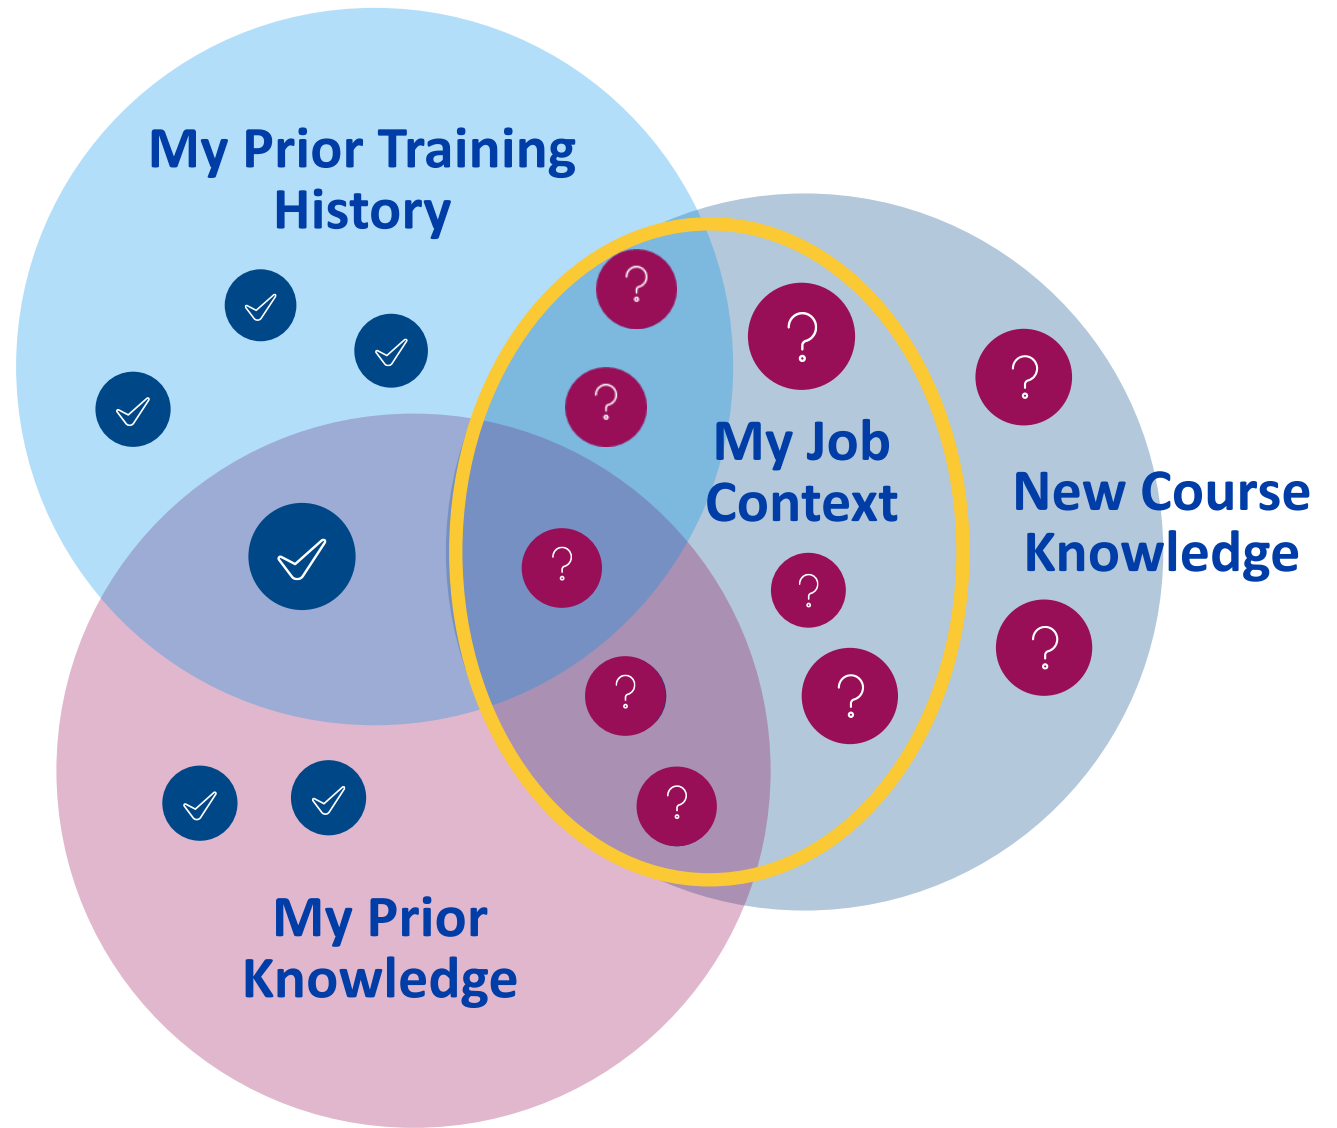 My Prior Training
History
My Job
Context
New Course
Knowledge
My Prior
Knowledge